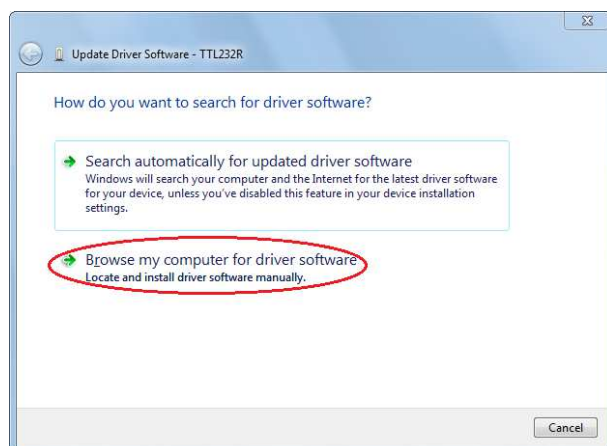 Update Driver Software - TTL232R
How do you want to search for driver software?
Search automatically for updated driver software
Windows will search your computer and the Internet for the latest driver software
for your device, unless you've disabled this feature in your device installation
settings.
Browse my computer for driver software
Locate and install driver software manually.
Cancel